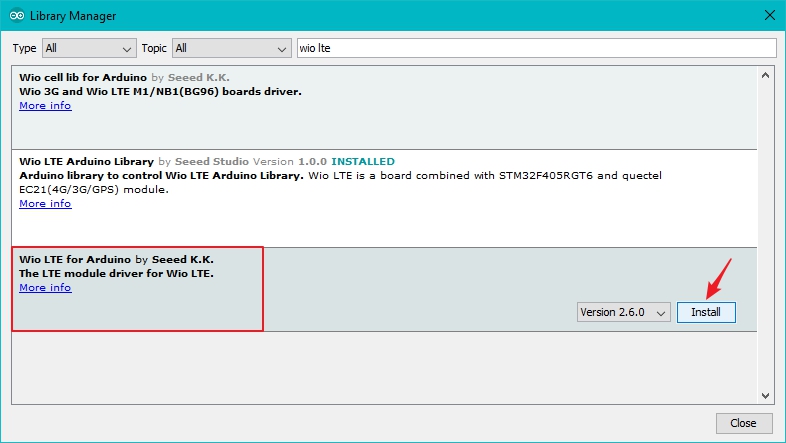 Library Manager
Type All Topic All wio lte
Wio cell lib for Arduino by Seeed K.K.
Wio 3G and Wio LTE M1/NB1(BG96) boards driver.
More info
Wio LTE Arduino Library by Seeed Studio Version 1.0.0 INSTALLED
Arduino library to control Wio LTE Arduino Library. Wio LTE is a board combined with STM32F405RGT6 and quectel
EC21(4G/3G/GPS) module.
More info
Wio LTE for Arduino by Seeed K.K.
The LTE module driver for Wio LTE.
More info
Version 2.6.0 Install
Close